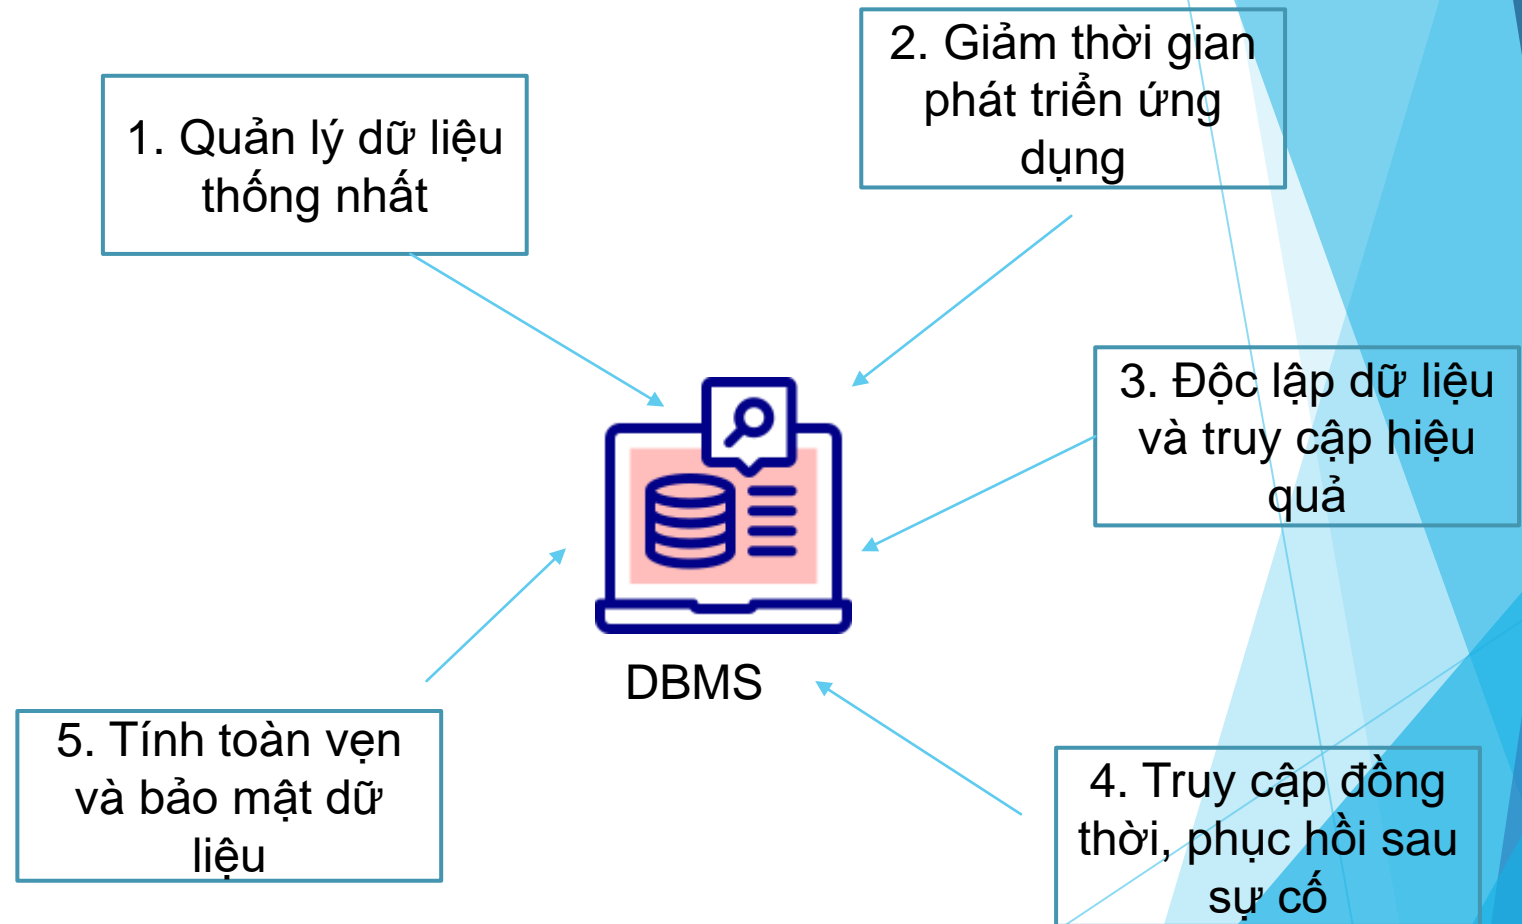 1. Quản lý dữ liệu
thống nhất
2. Giảm thời gian
phát triển ứng
dụng
3. Độc lập dữ liệu
và truy cập hiệu
quả
DBMS
4. Truy cập đồng
thời, phục hồi sau
sự cố
5. Tính toàn vẹn
và bảo mật dữ
liệu